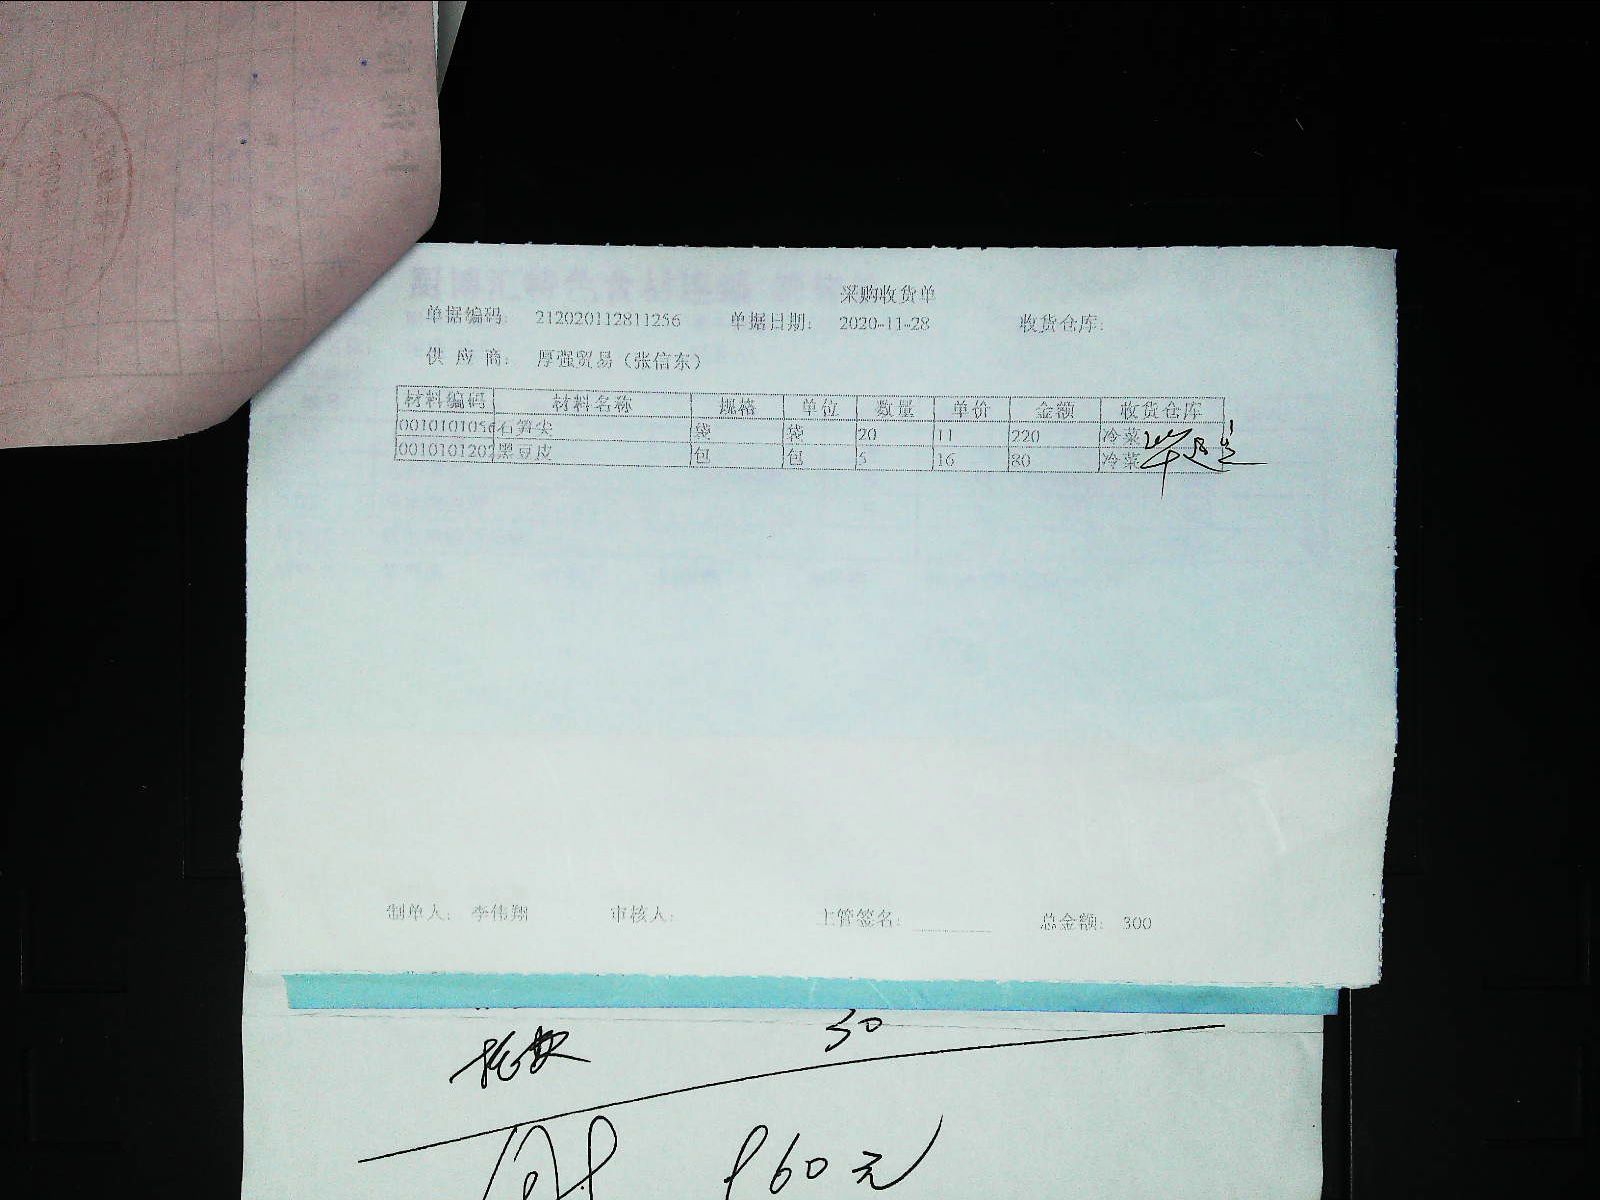 采购收货单
单据编码: 212020112811256 单据日期: 2020-11-28 收货仓库:
供应商: 厚强贸易（张信东）
材料编码 材料名称 规格 单位 数量 单价 金额 收货仓库
0010101056 石笋尖 袋 袋 20 11 220 冷菜
0010101202 黑豆皮 包 包 5 16 80 冷菜
制单人: 李伟翔 审核人: 主管签名: 总金额: 300
50
960元